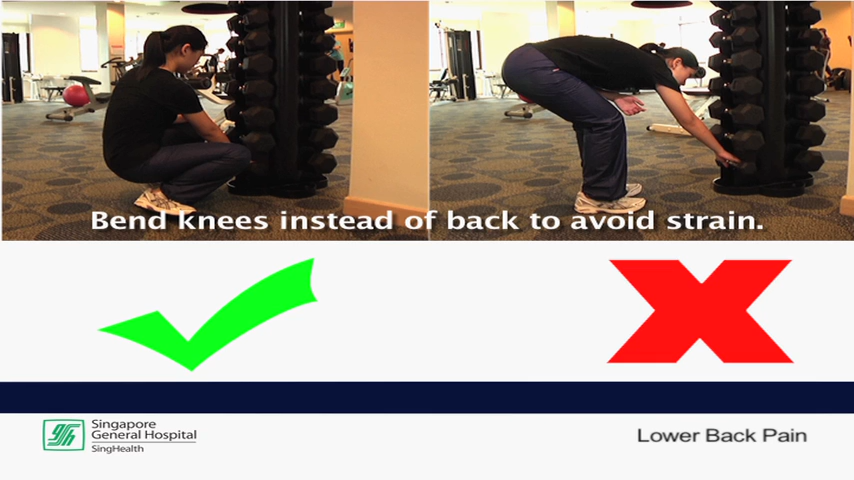 Bend knees instead of back to avoid strain.
Singapore
General Hospital
SingHealth
Lower Back Pain